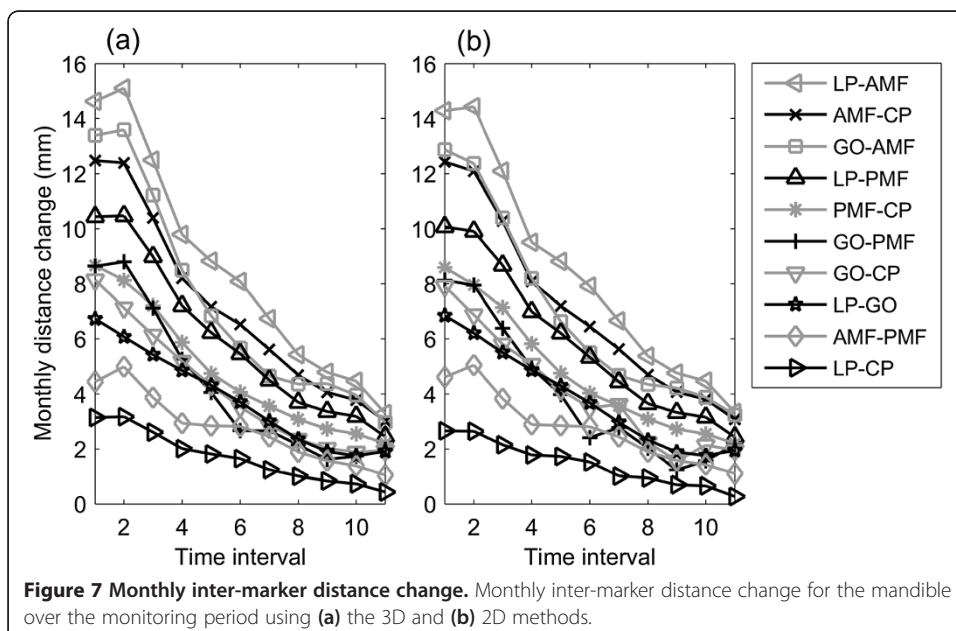 (a)
(b)
16
14
12
10
8
6
4
2
0
Monthly distance change (mm)
2 4 6 8 10
Time interval
16
14
12
10
8
6
4
2
0
2 4 6 8 10
Time interval
LP-AMF
AMF-CP
GO-AMF
LP-PMF
PMF-CP
GO-PMF
GO-CP
LP-GO
AMF-PMF
LP-CP
Figure 7 Monthly inter-marker distance change. Monthly inter-marker distance change for the mandible
over the monitoring period using (a) the 3D and (b) 2D methods.